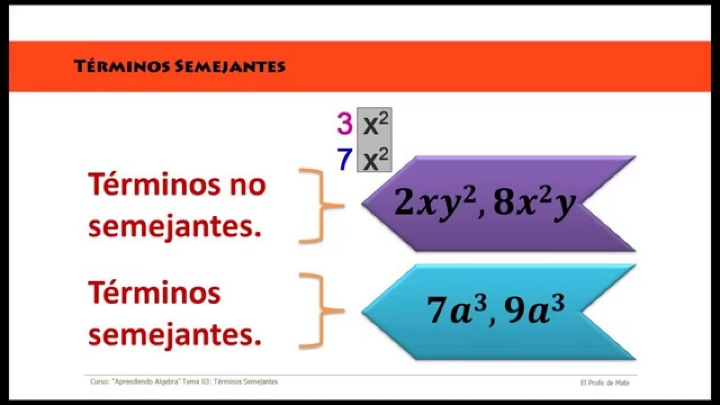 TÉRMINOS SEMEJANTES
3 x²
7 x²
Términos no
semejantes.
2xy², 8x²y
Términos
semejantes.
7a³, 9a³
Curso: "Aprendiendo Algebra" Tema 03: Términos Semejantes
El Profe de Mate